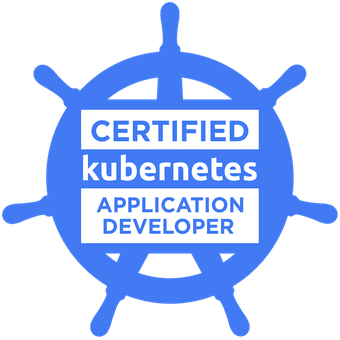 CERTIFIED
kubernetes
APPLICATION
DEVELOPER